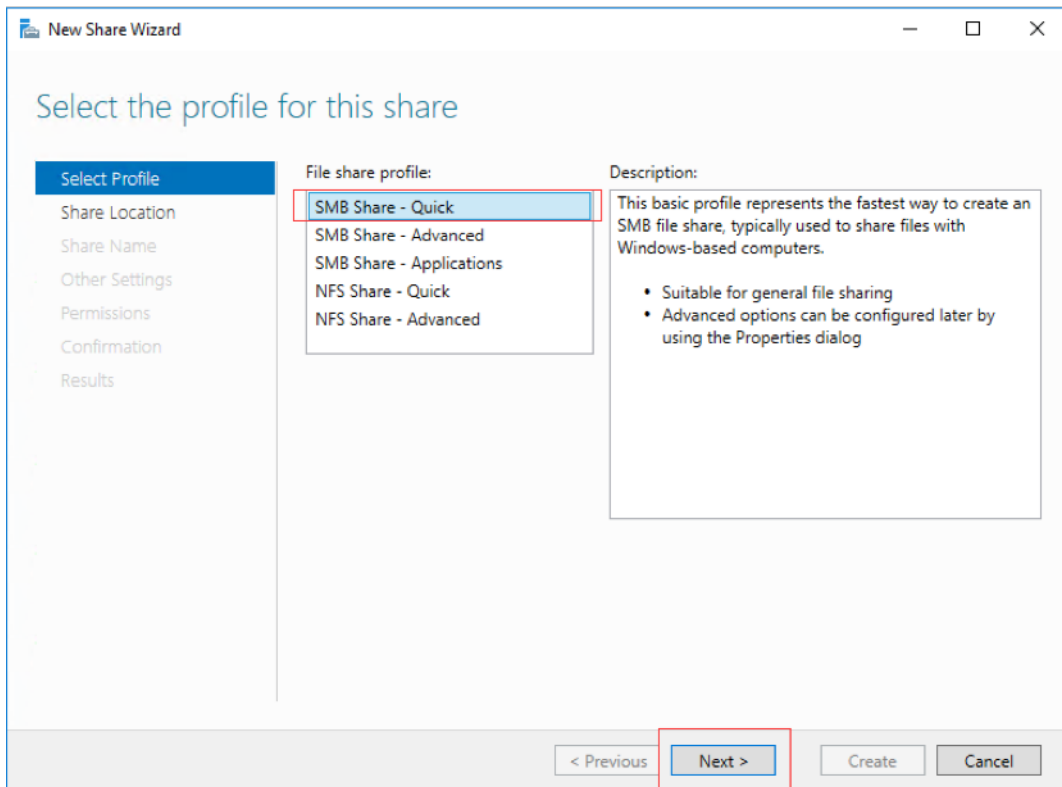 New Share Wizard
Select the profile for this share
Select Profile
Share Location
Share Name
Other Settings
Permissions
Confirmation
Results
File share profile:
SMB Share - Quick
SMB Share - Advanced
SMB Share - Applications
NFS Share - Quick
NFS Share - Advanced
Description:
This basic profile represents the fastest way to create an
SMB file share, typically used to share files with
Windows-based computers.
• Suitable for general file sharing
• Advanced options can be configured later by
using the Properties dialog
< Previous
Next >
Create
Cancel